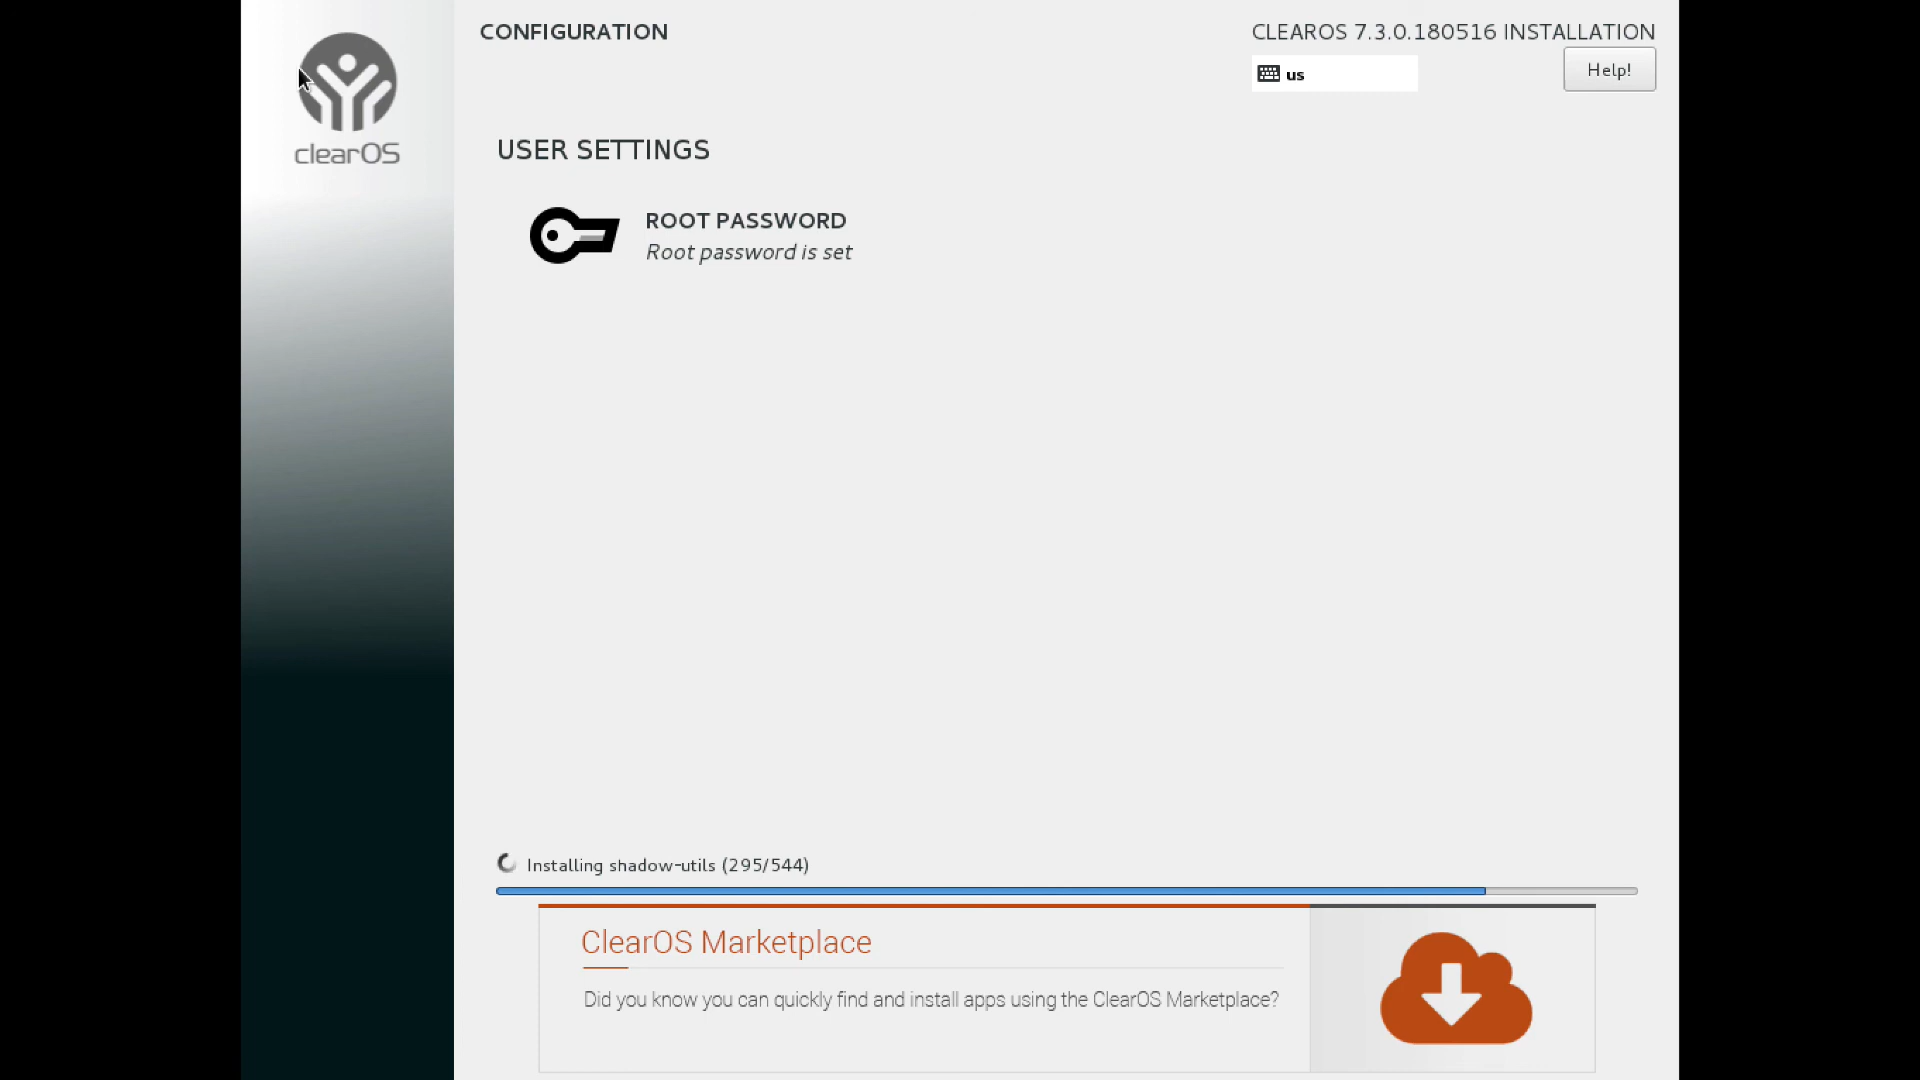 clearOS
CONFIGURATION
CLEAROS 7.3.0.180516 INSTALLATION
us
Help!
USER SETTINGS
ROOT PASSWORD
Root password is set
Installing shadow-utils (295/544)
ClearOS Marketplace
Did you know you can quickly find and install apps using the ClearOS Marketplace?